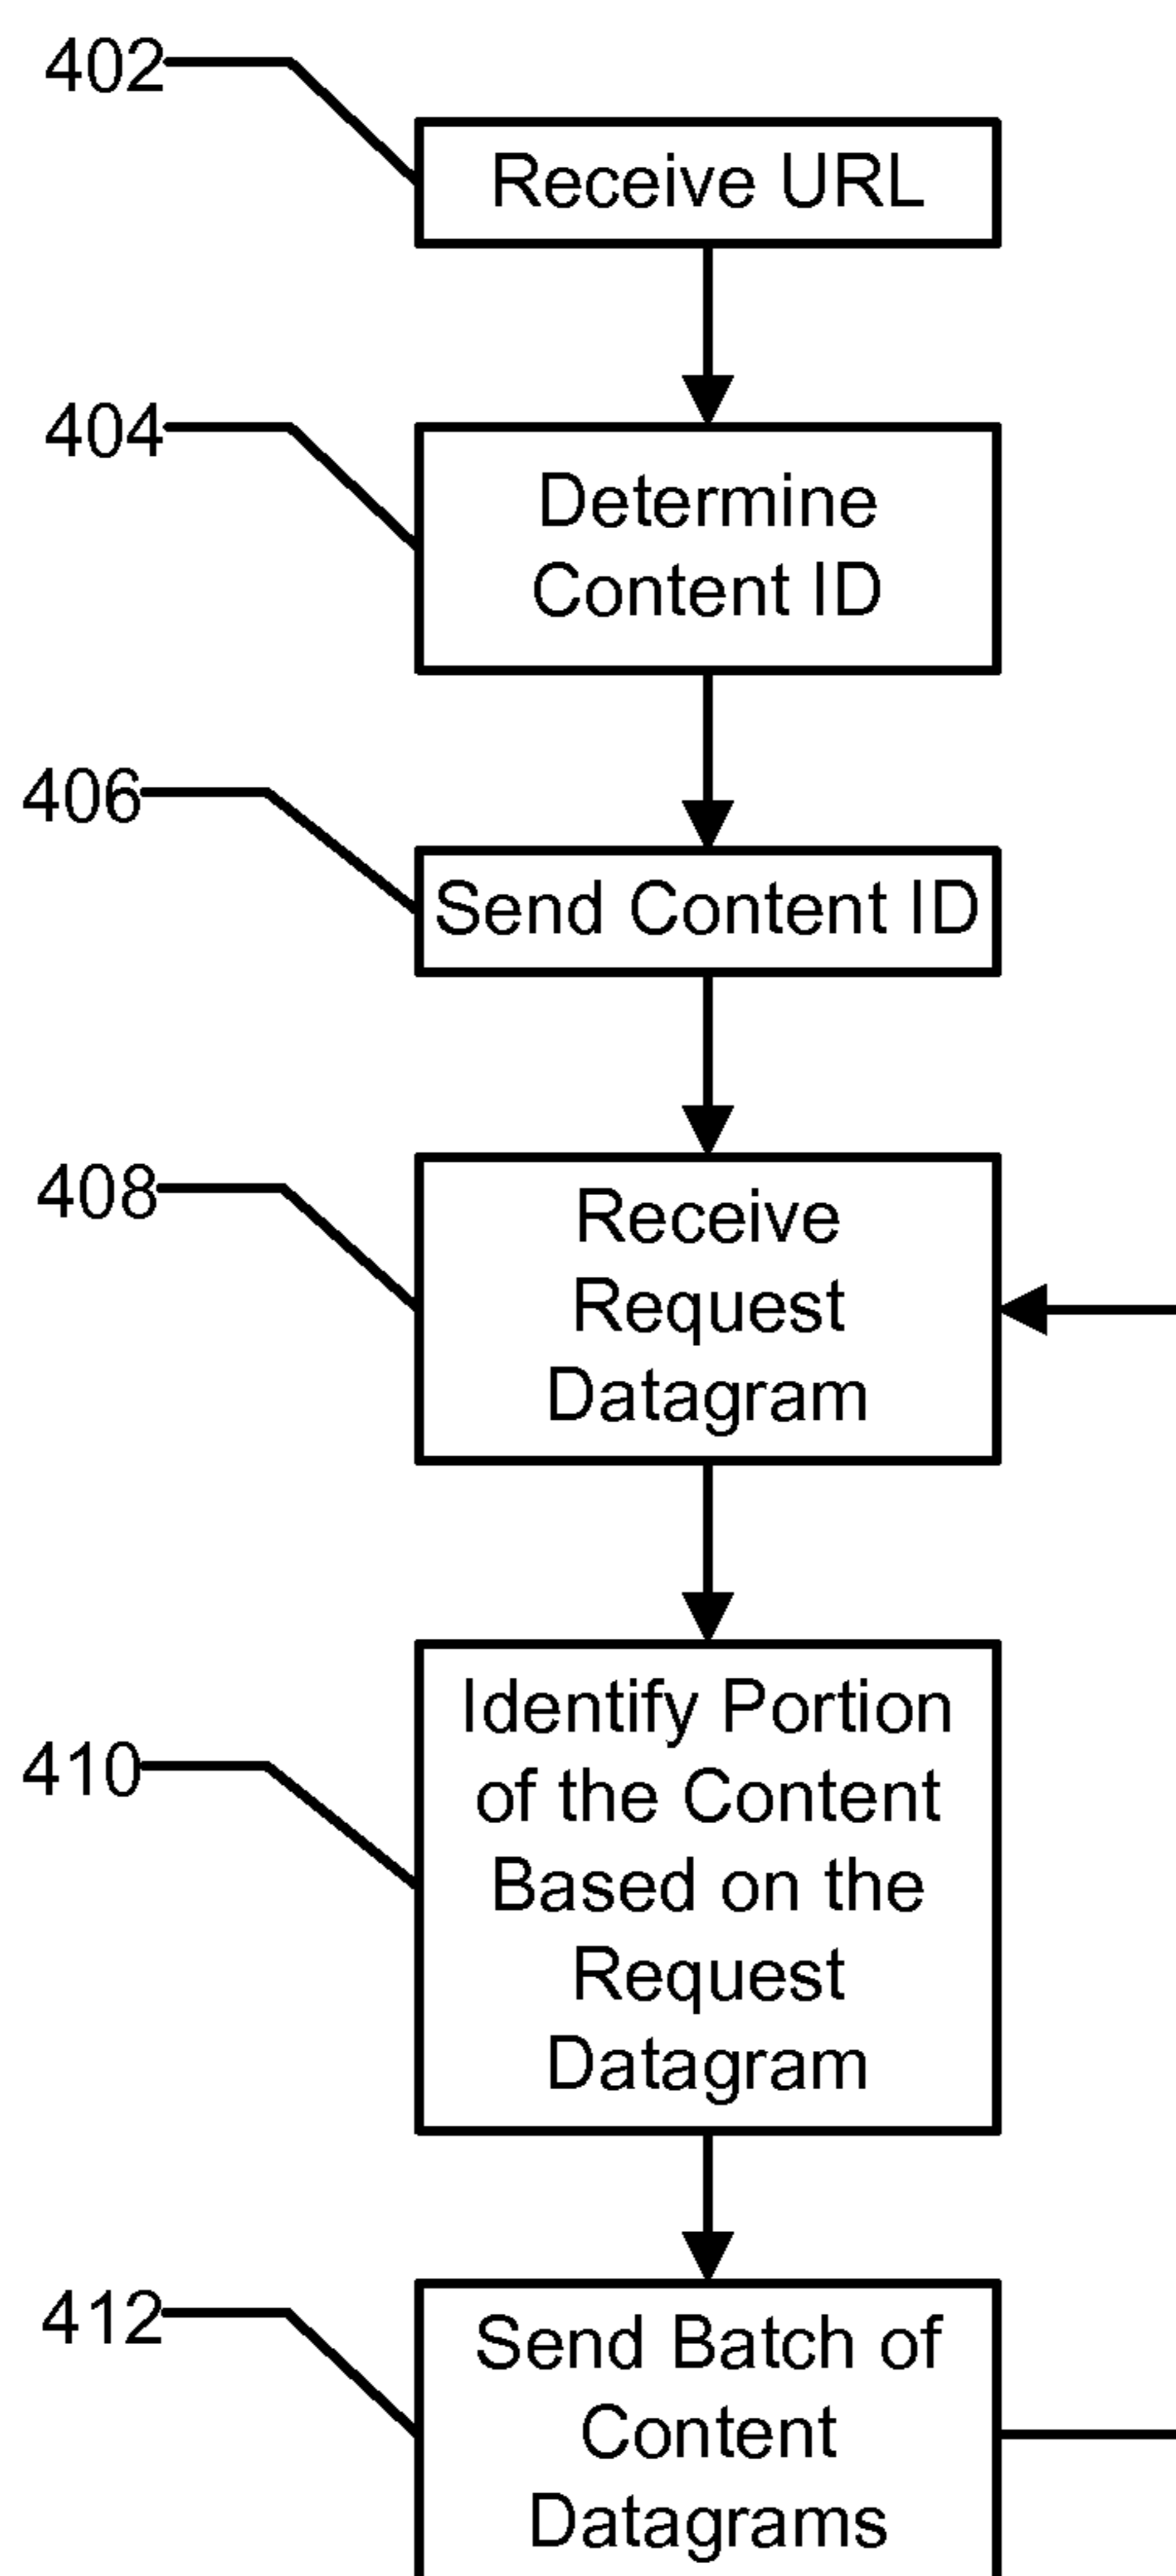 402
Receive URL
404
Determine
Content ID
406
Send Content ID
408
Receive
Request
Datagram
410
Identify Portion
of the Content
Based on the
Request
Datagram
412
Send Batch of
Content
Datagrams